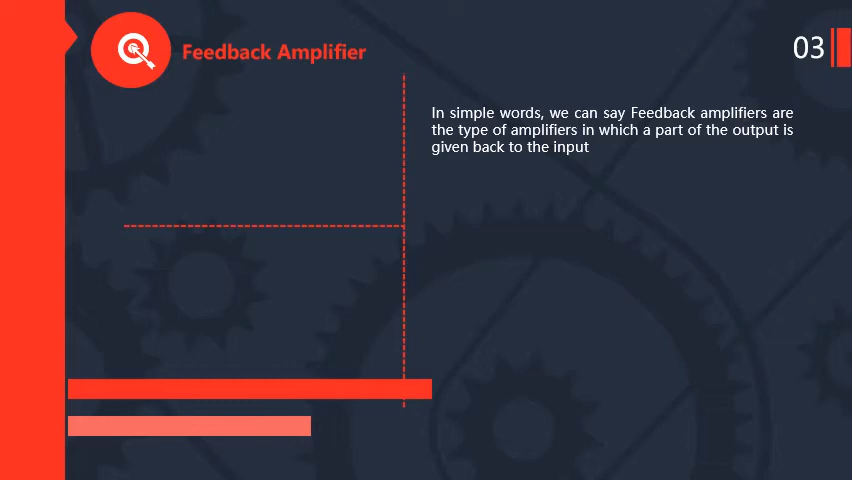 Feedback Amplifier
03
In simple words, we can say Feedback amplifiers are
the type of amplifiers in which a part of the output is
given back to the input